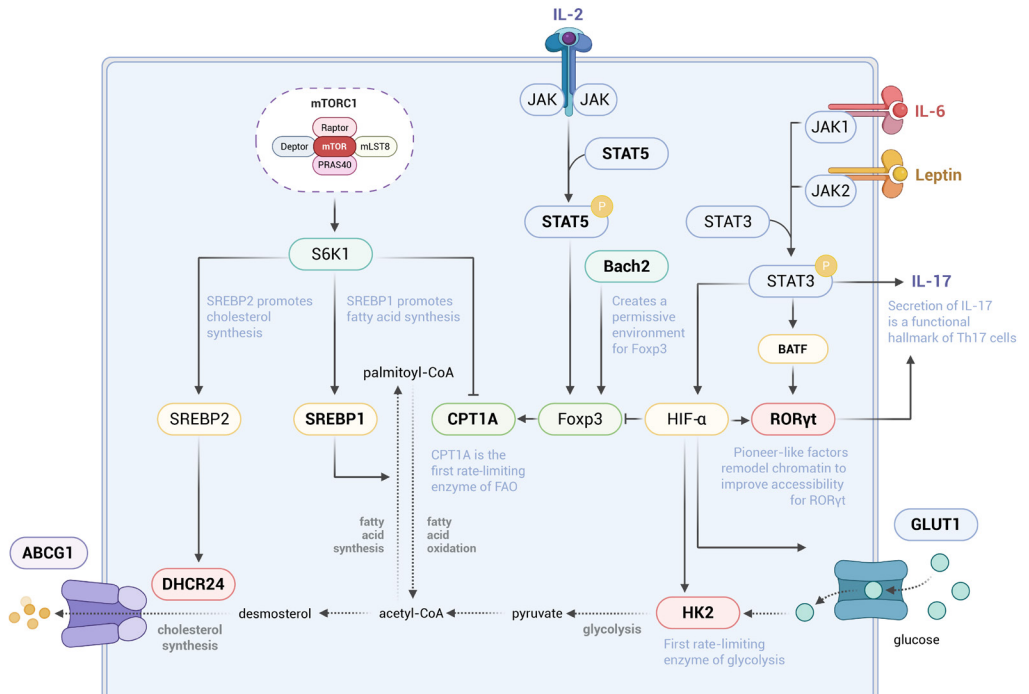 IL-2
mTORC1
Raptor
Deptor
mTOR
mLST8
PRAS40
JAK
JAK
JAK1
IL-6
STAT5
JAK2
Leptin
STAT5
P
STAT3
S6K1
Bach2
STAT3
P
IL-17
SREBP2 promotes
cholesterol
synthesis
SREBP1 promotes
fatty acid synthesis
Creates a
permissive
environment
for Foxp3
Secretion of IL-17
is a functional
hallmark of Th17 cells
BATF
palmitoyl-CoA
SREBP2
SREBP1
CPT1A
Foxp3
HIF-α
RORγt
CPT1A is the
first rate-limiting
enzyme of FAO
Pioneer-like factors
remodel chromatin to
improve accessibility
for RORγt
fatty
acid
synthesis
fatty
acid
oxidation
GLUT1
ABCG1
DHCR24
desmosterol
acetyl-CoA
pyruvate
HK2
glycolysis
cholesterol
synthesis
First rate-limiting
enzyme of glycolysis
glucose